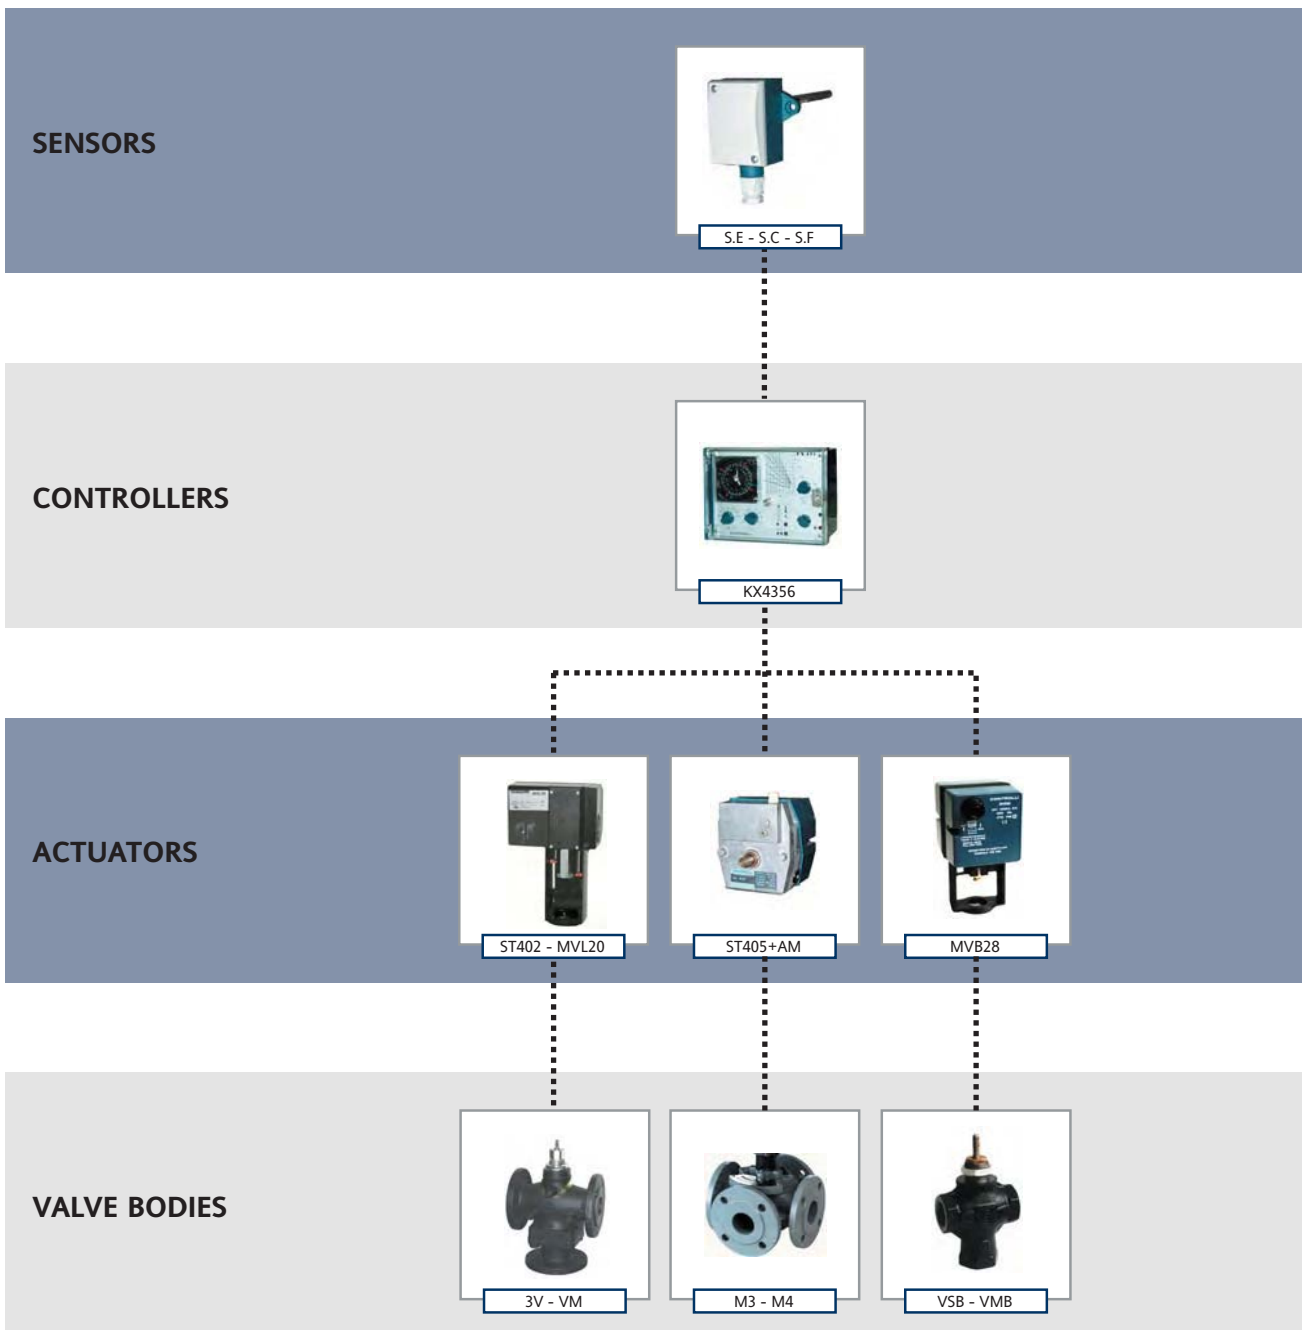 SENSORS
S.E - S.C - S.F
CONTROLLERS
KX4356
ACTUATORS
ST402 - MVL20
ST405+AM
MVB28
VALVE BODIES
3V - VM
M3 - M4
VSB - VMB